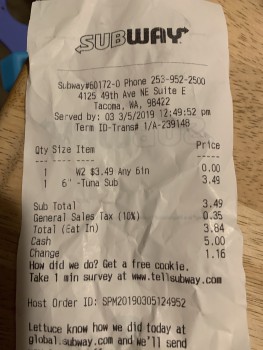 SUBWAY
Subway#60172-0 Phone 253-952-2500
4125 49th Ave NE Suite E
Tacoma, WA, 98422
Served by: 03 3/5/2019 12:49:52 pm
Term ID-Trans# 1/A-239148
Qty Size Item Price
--- ---- ---- -----
1 W2 $3.49 Any 6in 0.00
1 6" -Tuna Sub 3.49
Sub Total 3.49
General Sales Tax (10%) 0.35
Total (Eat In) 3.84
Cash 5.00
Change 1.16
How did we do? Get a free cookie.
Take 1 min survey at www.tellsubway.com
Host Order ID: SPM20190305124952
Lettuce know how we did today at
global.subway.com and we'll send